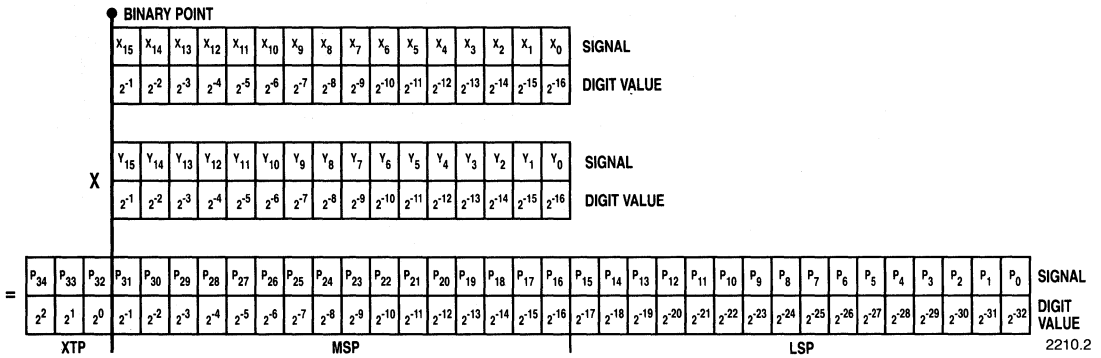 BINARY POINT
X15 X14 X13 X12 X11 X10 X9 X8 X7 X6 X5 X4 X3 X2 X1 X0 SIGNAL
2-1 2-2 2-3 2-4 2-5 2-6 2-7 2-8 2-9 2-10 2-11 2-12 2-13 2-14 2-15 2-16 DIGIT VALUE
Y15 Y14 Y13 Y12 Y11 Y10 Y9 Y8 Y7 Y6 Y5 Y4 Y3 Y2 Y1 Y0 SIGNAL
X
2-1 2-2 2-3 2-4 2-5 2-6 2-7 2-8 2-9 2-10 2-11 2-12 2-13 2-14 2-15 2-16 DIGIT VALUE
P34 P33 P32 P31 P30 P29 P28 P27 P26 P25 P24 P23 P22 P21 P20 P19 P18 P17 P16 P15 P14 P13 P12 P11 P10 P9 P8 P7 P6 P5 P4 P3 P2 P1 P0 SIGNAL
=
22 21 20 2-1 2-2 2-3 2-4 2-5 2-6 2-7 2-8 2-9 2-10 2-11 2-12 2-13 2-14 2-15 2-16 2-17 2-18 2-19 2-20 2-21 2-22 2-23 2-24 2-25 2-26 2-27 2-28 2-29 2-30 2-31 2-32 DIGIT VALUE
XTP MSP LSP 2210.2